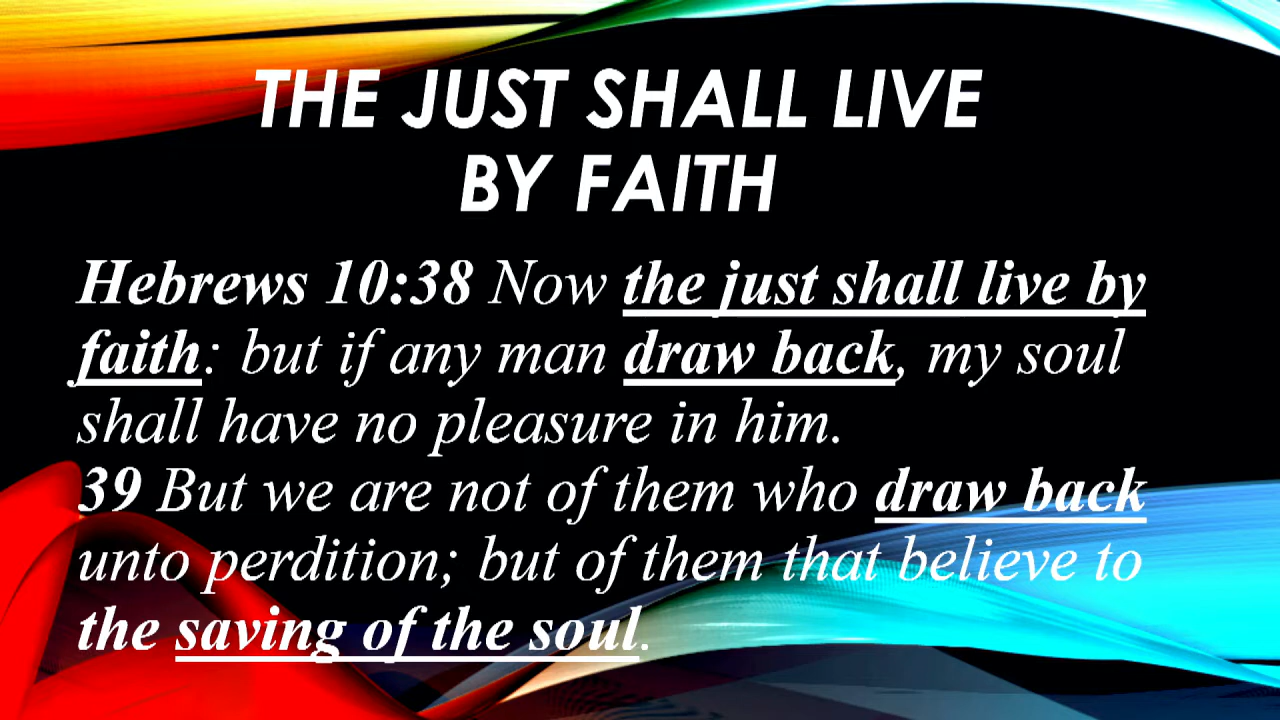 THE JUST SHALL LIVE
BY FAITH
Hebrews 10:38 Now the just shall live by
faith: but if any man draw back, my soul
shall have no pleasure in him.
39 But we are not of them who draw back
unto perdition; but of them that believe to
the saving of the soul.